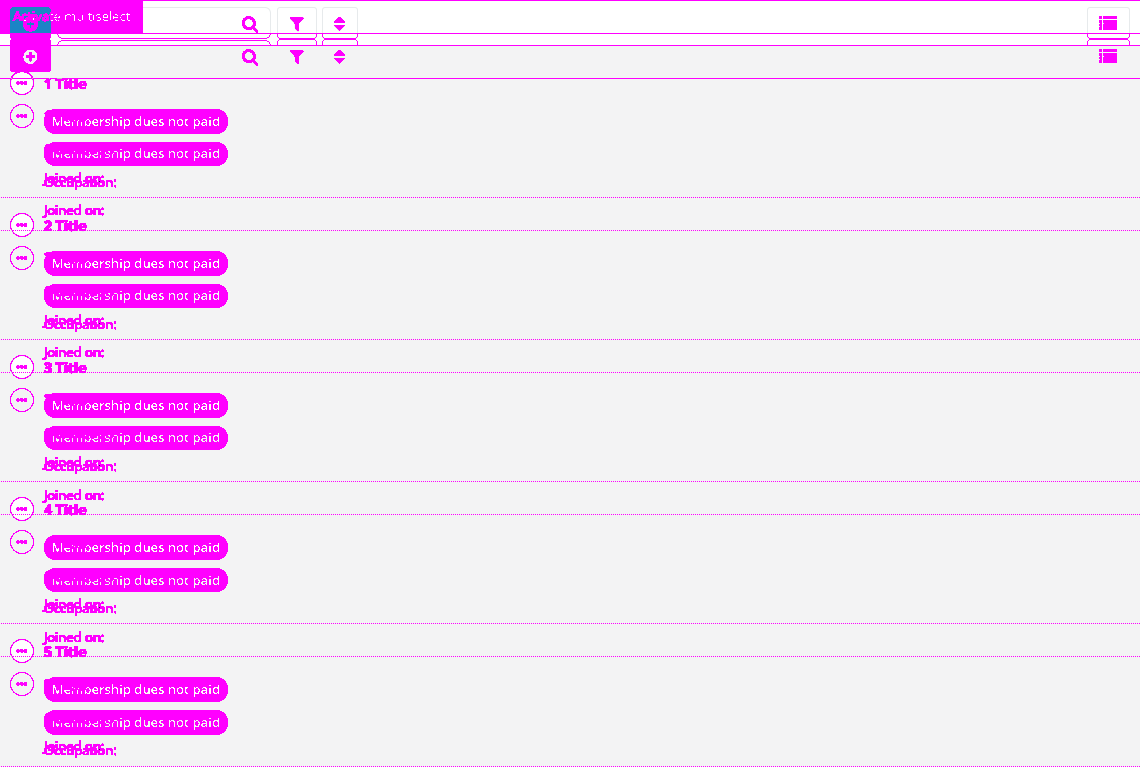 Activate multiselect
1 Title
Membership dues not paid
Membership dues not paid
Joined on:
Occupation:
Joined on:
2 Title
Membership dues not paid
Membership dues not paid
Joined on:
Occupation:
Joined on:
3 Title
Membership dues not paid
Membership dues not paid
Joined on:
Occupation:
Joined on:
4 Title
Membership dues not paid
Membership dues not paid
Joined on:
Occupation:
Joined on:
5 Title
Membership dues not paid
Membership dues not paid
Joined on:
Occupation: